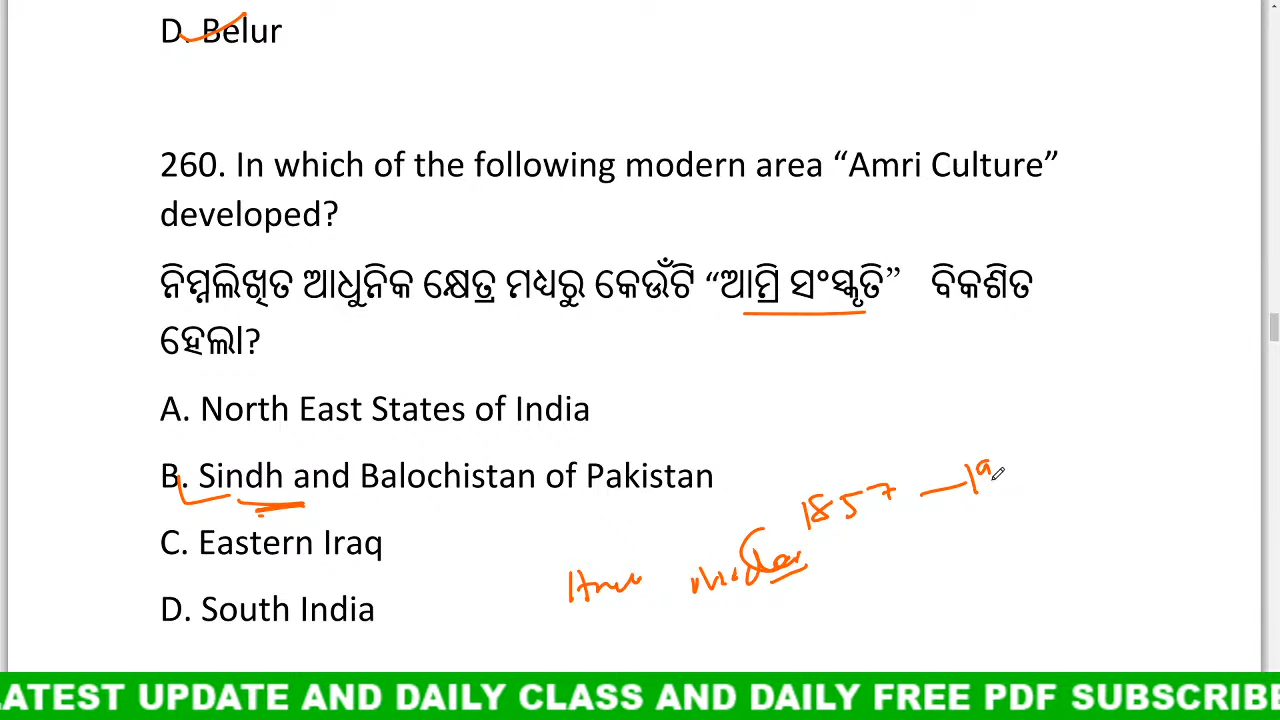 D. Belur
260. In which of the following modern area “Amri Culture”
developed?
ନିମ୍ନଲିଖିତ ଆଧୁନିକ କ୍ଷେତ୍ର ମଧ୍ୟରୁ କେଉଁଟି “ଆମ୍ରି ସଂସ୍କୃତି” ବିକଶିତ
ହେଲା?
A. North East States of India
B. Sindh and Balochistan of Pakistan
1857 — 19
C. Eastern Iraq
D. South India
LATEST UPDATE AND DAILY CLASS AND DAILY FREE PDF SUBSCRIBE